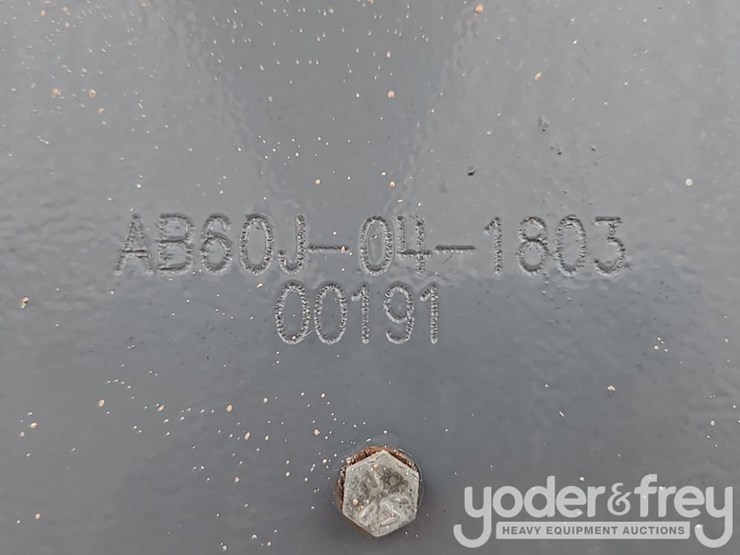 AB60J-04-1803
00191
yoder&frey
HEAVY EQUIPMENT AUCTIONS